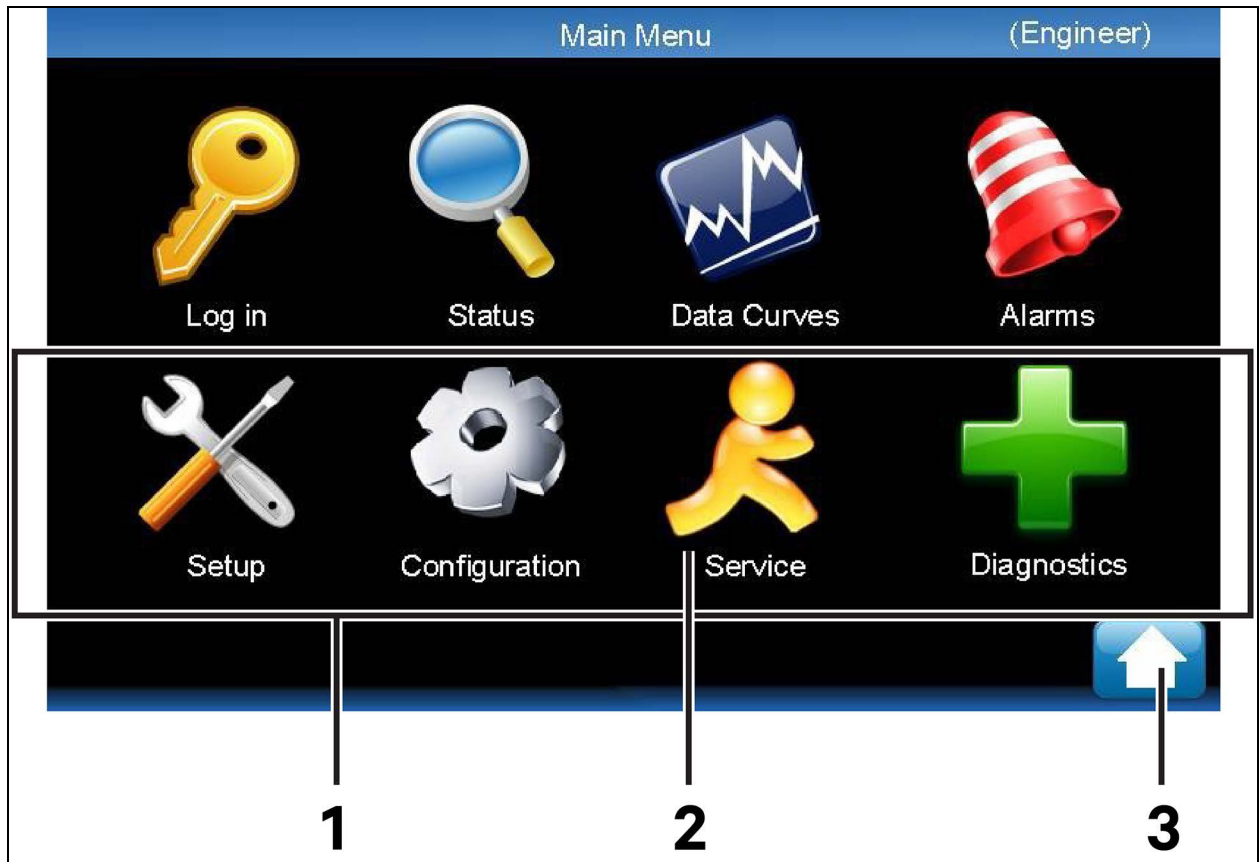 Main Menu (Engineer)
Log in Status Data Curves Alarms
Setup Configuration Service Diagnostics
1 2 3